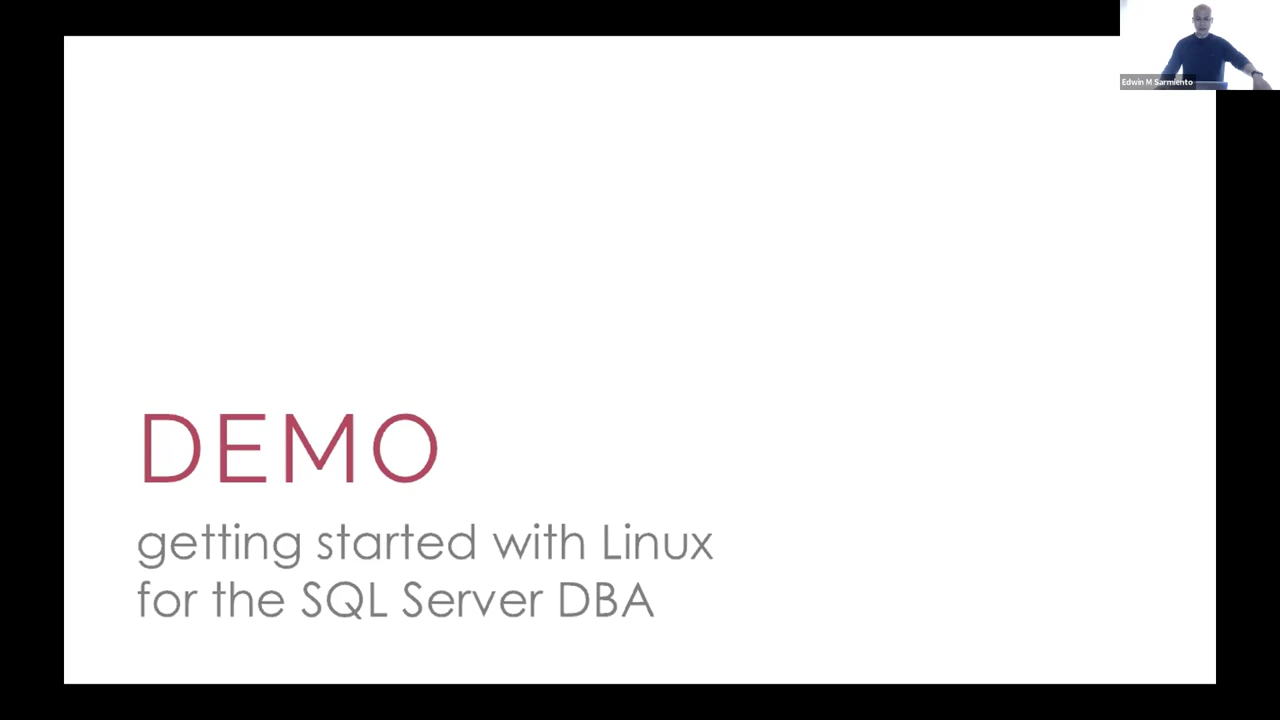 Edwin M Sarmiento
DEMO
getting started with Linux
for the SQL Server DBA